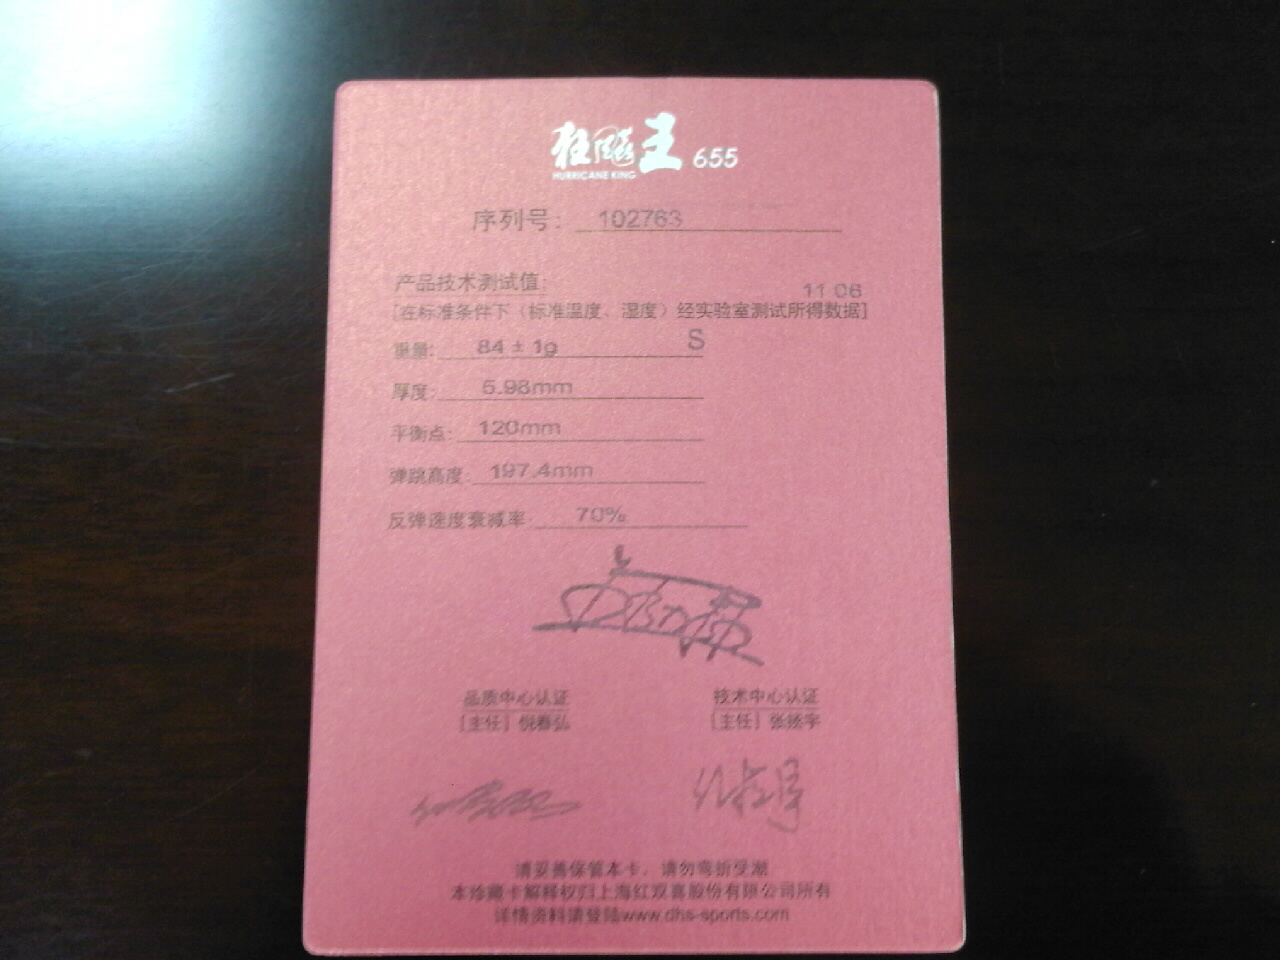 狂飚王 655
HURRICANE KING
序列号: 102763
产品技术测试值:
11 06
[在标准条件下（标准温度、湿度）经实验室测试所得数据]
重量: 84 ± 1g S
厚度: 5.98mm
平衡点: 120mm
弹跳高度: 197.4mm
反弹速度衰减率: 70%
品质中心认证 技术中心认证
[主任] 倪春弘 [主任]
请妥善保管本卡，请勿弯折受潮
本珍藏卡解释权归上海红双喜股份有限公司所有
详情资料请登陆www.dhs-sports.com